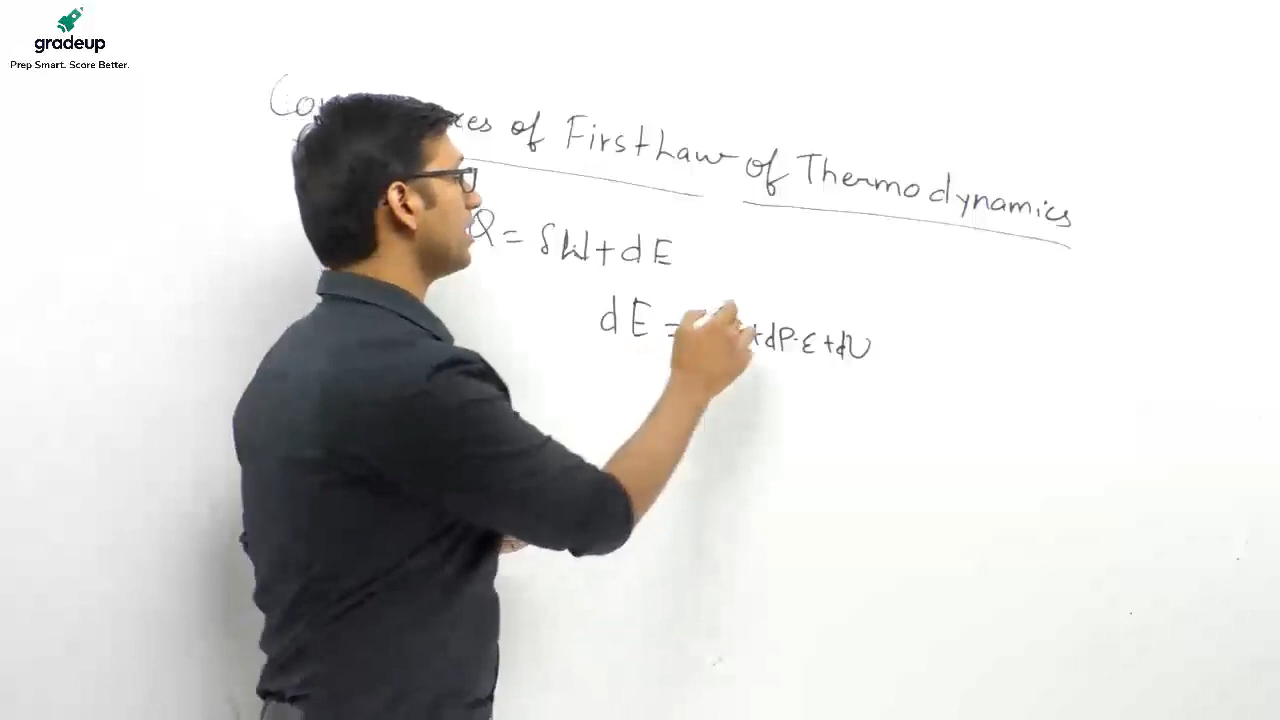 gradeup
Prep Smart. Score Better.
of First Law of Thermodynamics
Q = δW + dE
dE = + dP.E + dU